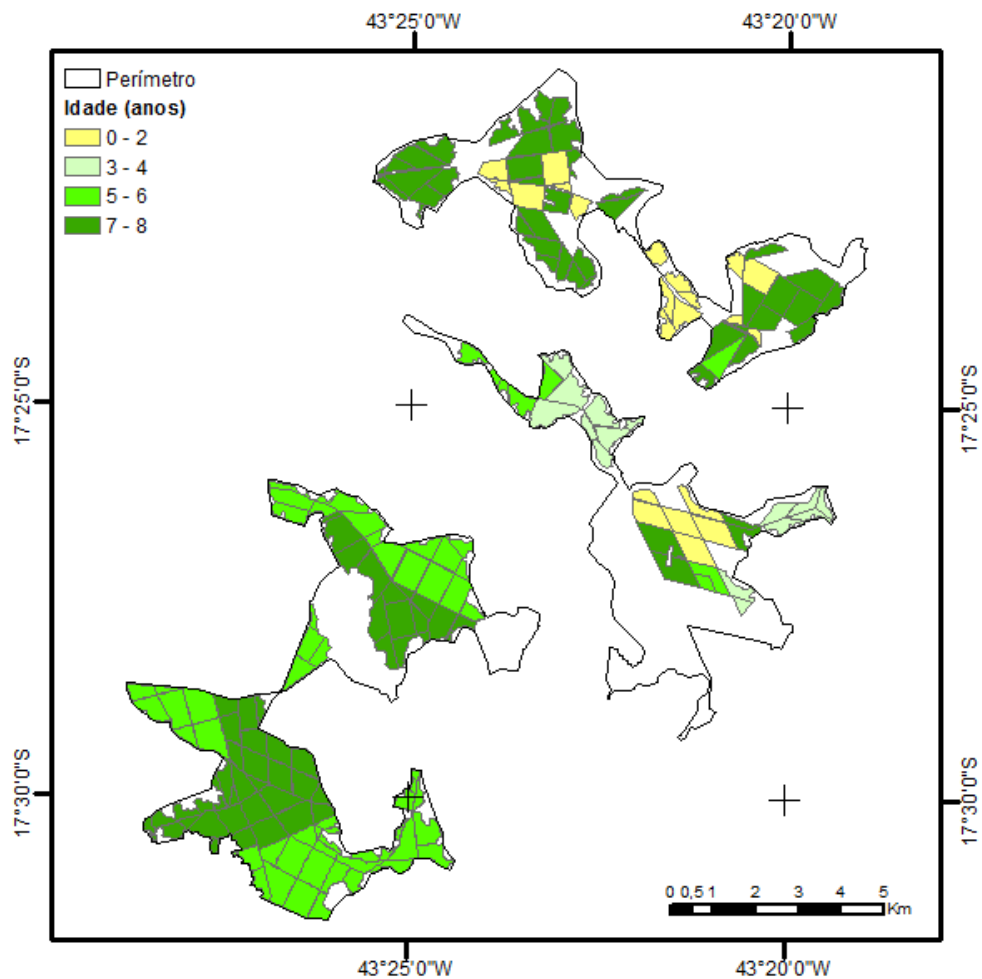 43°25'0"W 43°20'0"W
Perímetro
Idade (anos)
0 - 2
3 - 4
5 - 6
7 - 8
17°25'0"S 17°25'0"S
17°30'0"S 17°30'0"S
0 0,5 1 2 3 4 5
Km
43°25'0"W 43°20'0"W